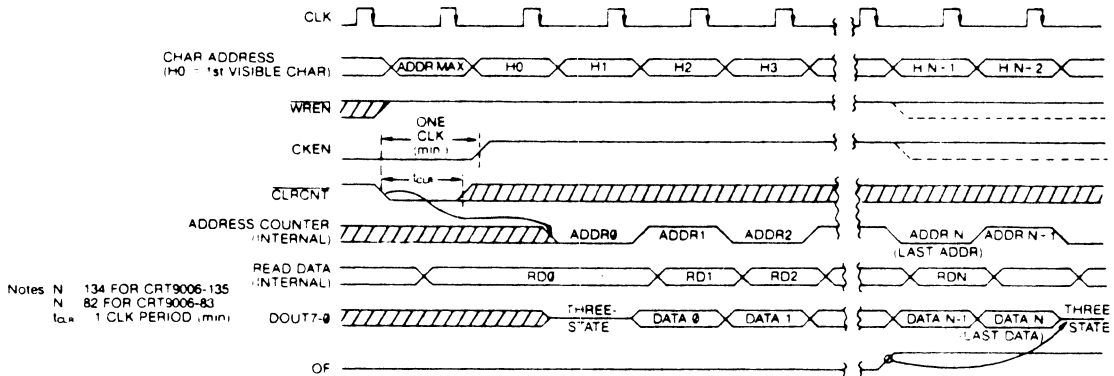 CLK
CHAR ADDRESS
(H0 = 1st VISIBLE CHAR)
ADDR MAX H0 H1 H2 H3 H N-1 H N-2
WREN
CKEN
ONE
CLK
(min.)
CLRCNT
tCLR
ADDRESS COUNTER
(INTERNAL)
ADDR0 ADDR1 ADDR2 ADDR N ADDR N-1
(LAST ADDR)
READ DATA
(INTERNAL)
RD0 RD1 RD2 RDN
DOUT7-0
THREE-
STATE
DATA 0 DATA 1 DATA N-1 DATA N
(LAST DATA)
THREE
STATE
OF
Notes N 134 FOR CRT9006-135
N 82 FOR CRT9006-83
tCLR 1 CLK PERIOD (min)